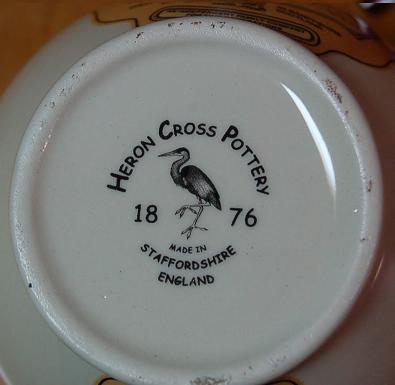 HERON CROSS POTTERY
18 76
MADE IN
STAFFORDSHIRE
ENGLAND